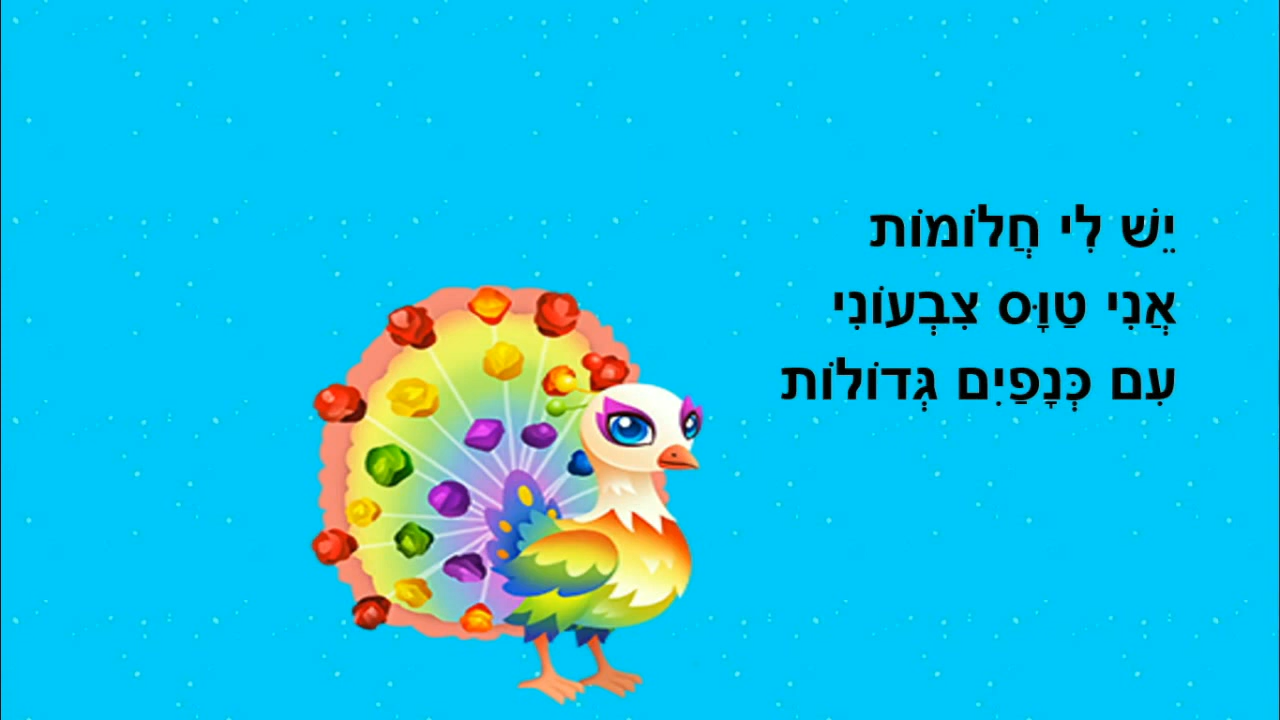 יֵשׁ לִי חֲלוֹמוֹת
אֲנִי טַוָּס צִבְעוֹנִי
עִם כְּנָפַיִם גְּדוֹלוֹת